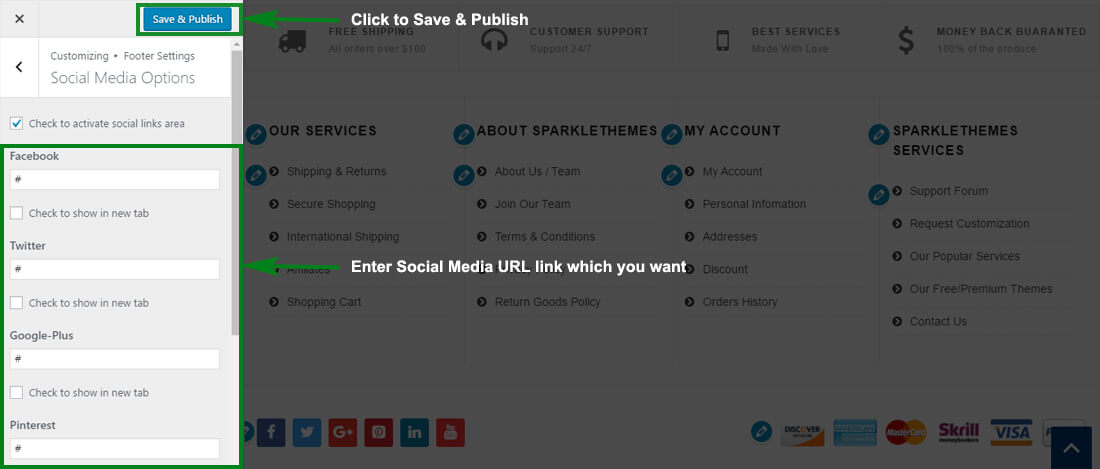 Save & Publish
Click to Save & Publish
Customizing ▸ Footer Settings
Social Media Options
Check to activate social links area
Facebook
#
Check to show in new tab
Twitter
#
Check to show in new tab
Google-Plus
#
Check to show in new tab
Pinterest
#
Enter Social Media URL link which you want
FREE SHIPPING
All orders over $100
CUSTOMER SUPPORT
Support 24/7
BEST SERVICES
Made With Love
MONEY BACK BUARANTED
100% of the produce
OUR SERVICES
Shipping & Returns
Secure Shopping
International Shipping
Affiliates
Shopping Cart
ABOUT SPARKLETHEMES
About Us / Team
Join Our Team
Terms & Conditions
Return Goods Policy
MY ACCOUNT
My Account
Personal Infomation
Addresses
Discount
Orders History
SPARKLETHEMES
SERVICES
Support Forum
Request Customization
Our Popular Services
Our Free/Premium Themes
Contact Us
DISCOVER
NETWORK
AMERICAN
EXPRESS
MasterCard
Skrill
moneybookers
VISA